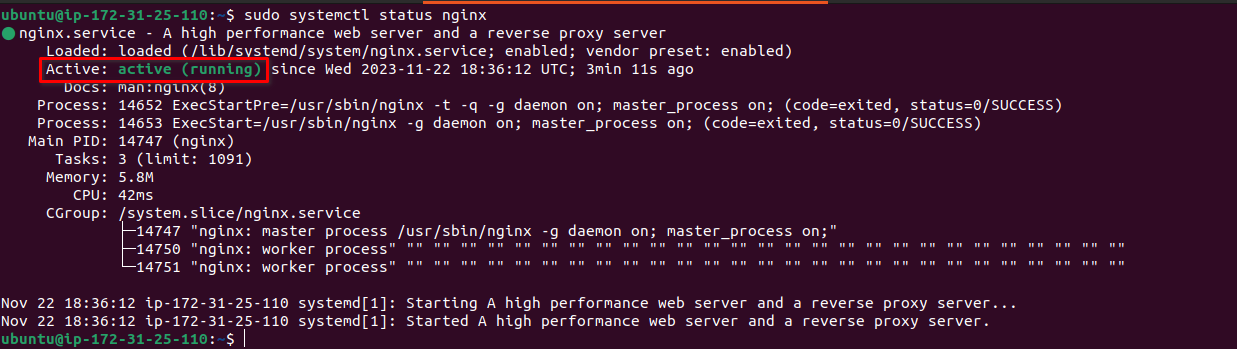 ubuntu@ip-172-31-25-110:~$ sudo systemctl status nginx
● nginx.service - A high performance web server and a reverse proxy server
Loaded: loaded (/lib/systemd/system/nginx.service; enabled; vendor preset: enabled)
Active: active (running) since Wed 2023-11-22 18:36:12 UTC; 3min 11s ago
Docs: man:nginx(8)
Process: 14652 ExecStartPre=/usr/sbin/nginx -t -q -g daemon on; master_process on; (code=exited, status=0/SUCCESS)
Process: 14653 ExecStart=/usr/sbin/nginx -g daemon on; master_process on; (code=exited, status=0/SUCCESS)
Main PID: 14747 (nginx)
Tasks: 3 (limit: 1091)
Memory: 5.8M
CPU: 42ms
CGroup: /system.slice/nginx.service
├─14747 "nginx: master process /usr/sbin/nginx -g daemon on; master_process on;"
├─14750 "nginx: worker process" "" "" "" "" "" "" "" "" "" "" "" "" "" "" "" "" "" "" "" "" "" "" "" "" "" "" ""
└─14751 "nginx: worker process" "" "" "" "" "" "" "" "" "" "" "" "" "" "" "" "" "" "" "" "" "" "" "" "" "" "" ""
Nov 22 18:36:12 ip-172-31-25-110 systemd[1]: Starting A high performance web server and a reverse proxy server...
Nov 22 18:36:12 ip-172-31-25-110 systemd[1]: Started A high performance web server and a reverse proxy server.
ubuntu@ip-172-31-25-110:~$